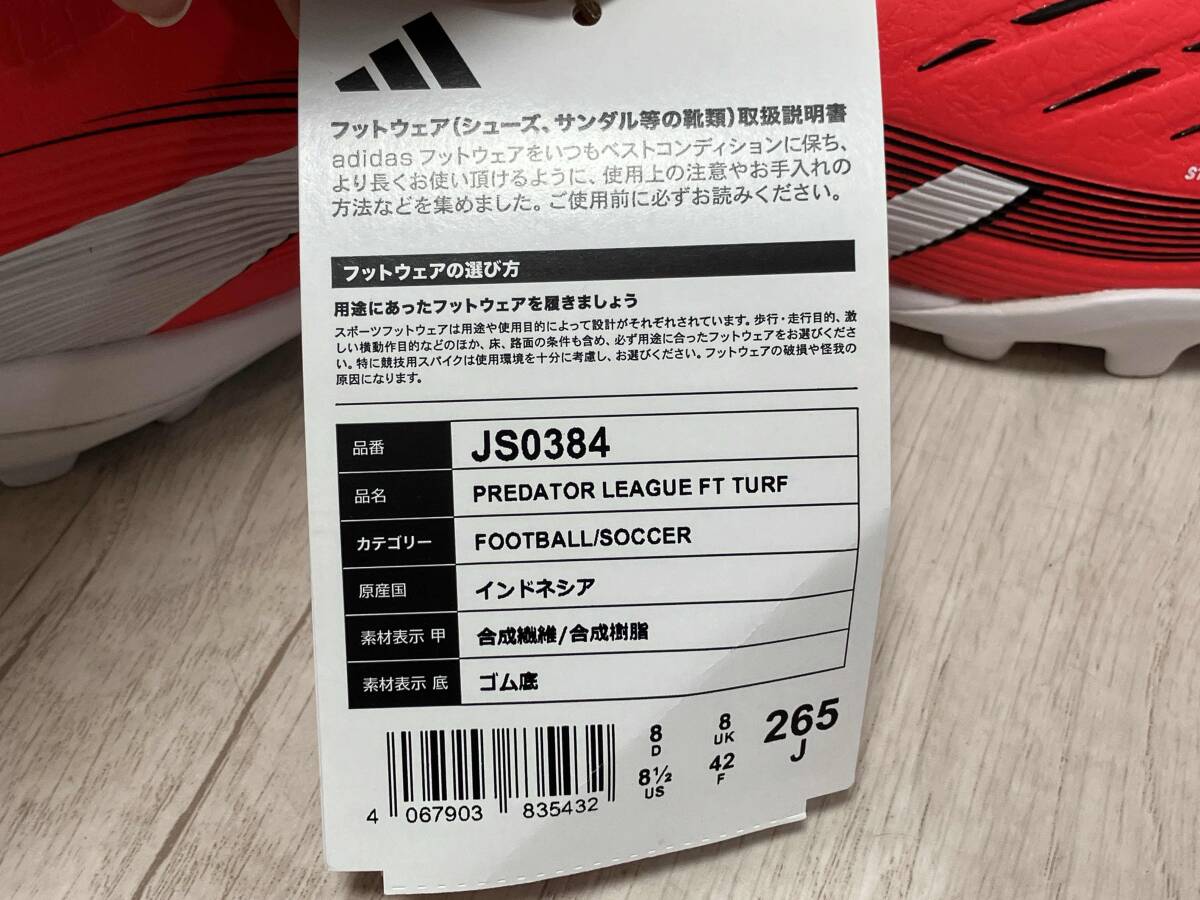 フットウェア(シューズ、サンダル等の靴類)取扱説明書
adidas フットウェアをいつもベストコンディションに保ち、
より長くお使い頂けるように、使用上の注意やお手入れの
方法などを集めました。ご使用前に必ずお読みください。
フットウェアの選び方
用途にあったフットウェアを履きましょう
スポーツフットウェアは用途や使用目的によって設計がそれぞれされています。歩行・走行目的、激
しい横動作目的などのほか、床、路面の条件も含め、必ず用途に合ったフットウェアをお選びくださ
い。特に競技用スパイクは使用環境を十分に考慮し、お選びください。フットウェアの破損や怪我の
原因になります。
品番 JS0384
品名 PREDATOR LEAGUE FT TURF
カテゴリー FOOTBALL/SOCCER
原産国 インドネシア
素材表示 甲 合成繊維/合成樹脂
素材表示 底 ゴム底
8 D 8 UK 265 J
8½ US 42 F
4 067903 835432